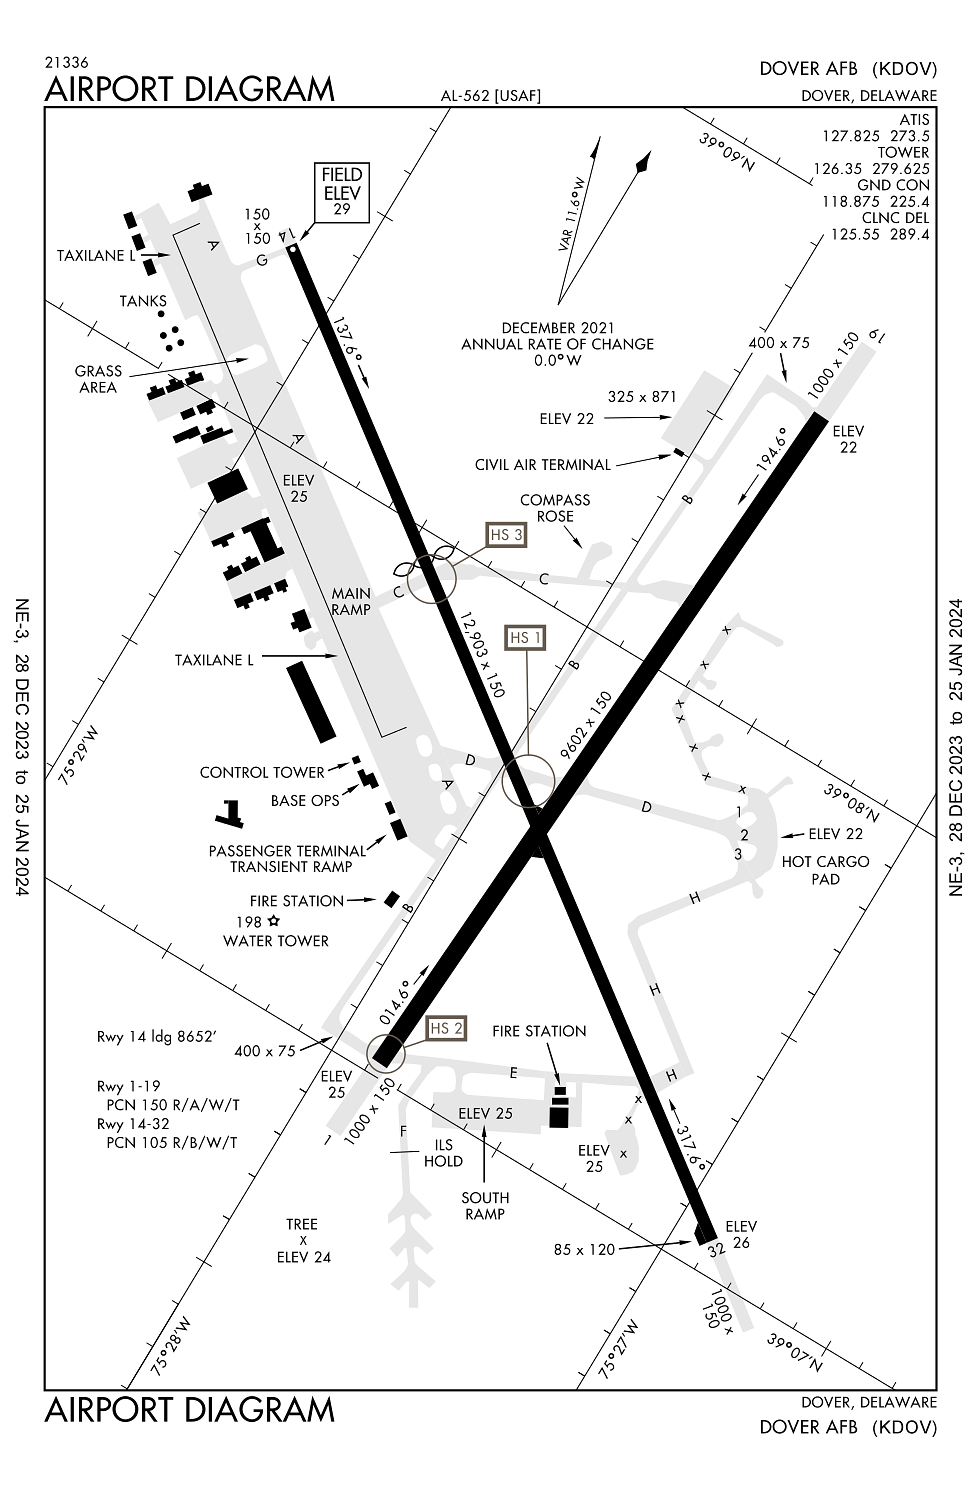 21336
AIRPORT DIAGRAM
AL-562 [USAF]
DOVER AFB (KDOV)
DOVER, DELAWARE
ATIS
127.825 273.5
TOWER
126.35 279.625
GND CON
118.875 225.4
CLNC DEL
125.55 289.4
39°09'N
VAR 11.6°W
FIELD
ELEV
29
150
x
150
14
A
G
TAXILANE L
TANKS
137.6°
DECEMBER 2021
ANNUAL RATE OF CHANGE
0.0°W
400 x 75
1000 x 150
19
GRASS
AREA
325 x 871
ELEV 22
ELEV
22
194.6°
A
CIVIL AIR TERMINAL
ELEV
25
B
COMPASS
ROSE
HS 3
C
C
MAIN
RAMP
12,903 x 150
HS 1
x
TAXILANE L
B
x
x
x
9602 x 150
x
75°29'W
D
CONTROL TOWER
A
x
x
39°08'N
BASE OPS
D
1
2
3
ELEV 22
HOT CARGO
PAD
PASSENGER TERMINAL
TRANSIENT RAMP
FIRE STATION
B
H
198
WATER TOWER
014.6°
H
HS 2
FIRE STATION
Rwy 14 ldg 8652'
400 x 75
ELEV
25
E
H
Rwy 1-19
PCN 150 R/A/W/T
Rwy 14-32
PCN 105 R/B/W/T
1
1000 x 150
ELEV 25
x
x
x
F
ILS
HOLD
ELEV
25
317.6°
SOUTH
RAMP
TREE
x
ELEV 24
85 x 120
ELEV
26
32
1000 x
150
75°28'W
75°27'W
39°07'N
NE-3, 28 DEC 2023 to 25 JAN 2024
NE-3, 28 DEC 2023 to 25 JAN 2024
AIRPORT DIAGRAM
DOVER, DELAWARE
DOVER AFB (KDOV)